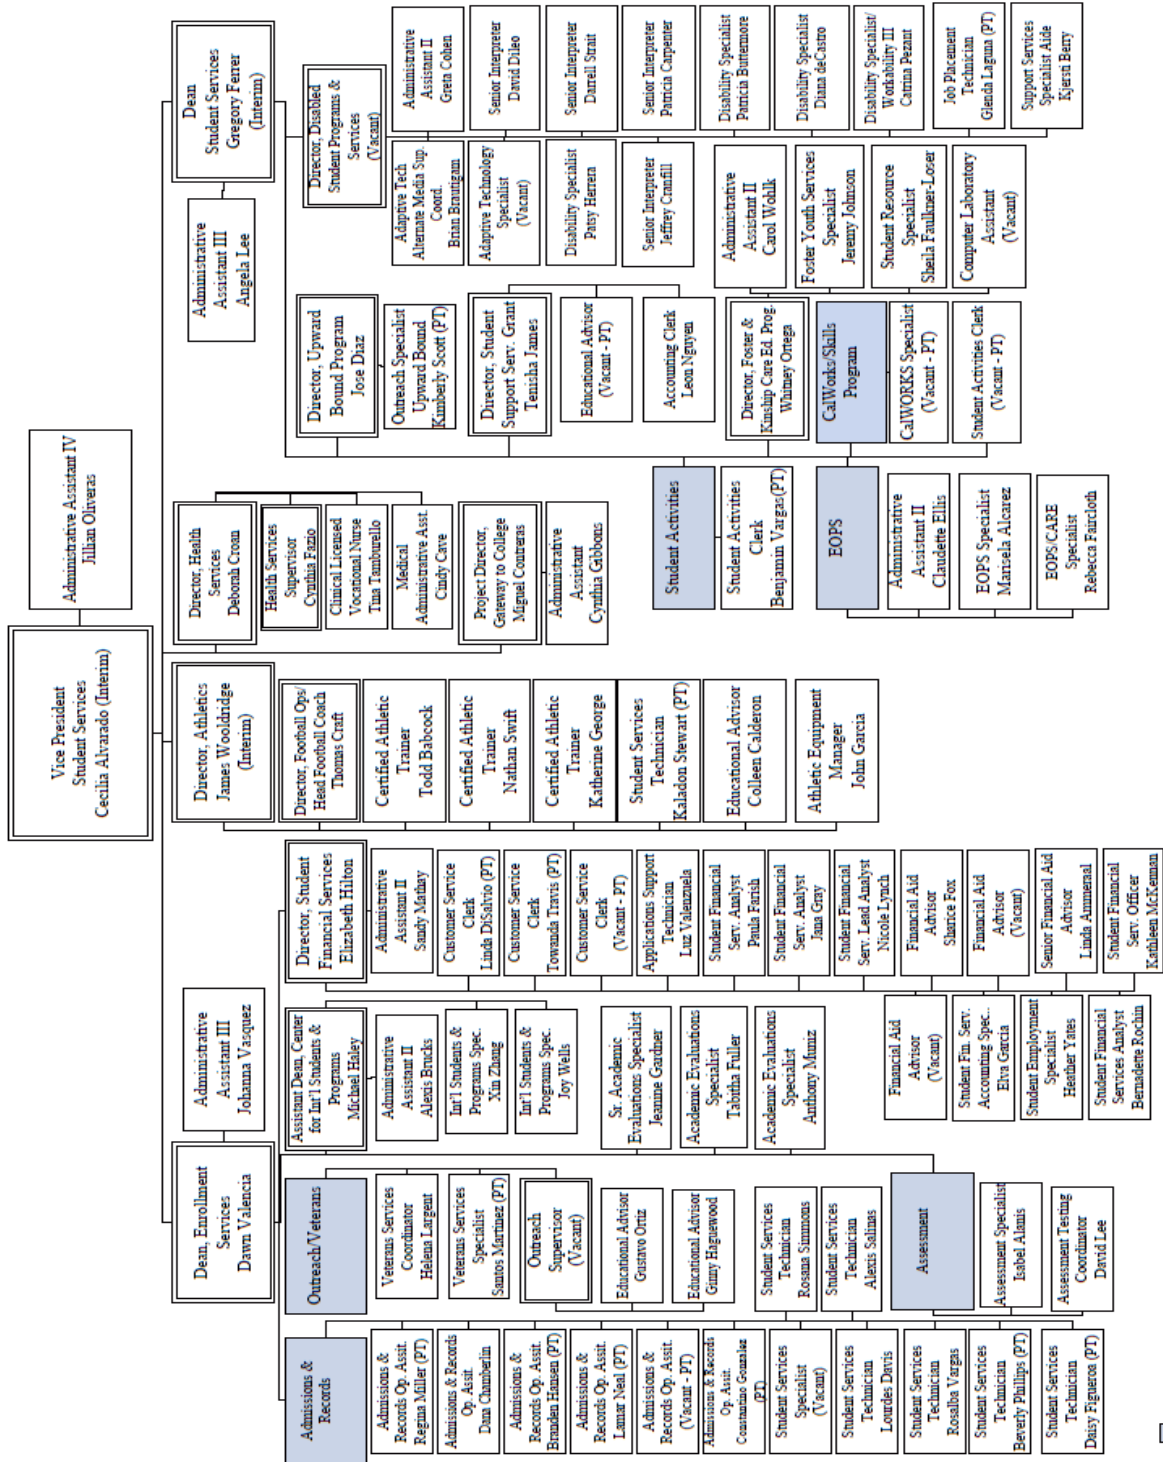 Vice President
Student Services
Cecilia Alvarado (Interim)
Administrative Assistant IV
Jillian Oliveras
Dean, Enrollment
Services
Dawn Valencia
Administrative
Assistant III
Johanna Vasquez
Admissions &
Records
Admissions &
Records Op. Assit.
Regina Miller (PT)
Admissions & Records
Op. Assit.
Dana Chamberlin
Admissions &
Records Op. Assit.
Branden Hansen (PT)
Admissions &
Records Op. Assit.
Lamar Neal (PT)
Admissions &
Records Op. Assit.
(Vacant - PT)
Admissions & Records
Op. Assit.
Constantino Gonzalez
(PT)
Student Services
Specialist
(Vacant)
Student Services
Technician
Lourdes Davis
Student Services
Technician
Rosalba Vargas
Student Services
Technician
Beverly Phillips (PT)
Student Services
Technician
Daisy Figueroa (PT)
Student Services
Technician
Rosana Simmons
Student Services
Technician
Alexis Salinas
Outreach/Veterans
Veterans Services
Coordinator
Helena Largent
Veterans Services
Specialist
Santos Martinez (PT)
Outreach
Supervisor
(Vacant)
Educational Advisor
Gustavo Ortiz
Educational Advisor
Ginny Haguewood
Assessment
Assessment Specialist
Isabel Alanis
Assessment Testing
Coordinator
David Lee
Assistant Dean, Center
for Int'l Students &
Programs
Michael Haley
Administrative
Assistant II
Alexis Brucks
Int'l Students &
Programs Spec.
Xin Zhang
Int'l Students &
Programs Spec.
Joy Wells
Sr. Academic
Evaluations Specialist
Jeanine Gardner
Academic Evaluations
Specialist
Tabitha Fuller
Academic Evaluations
Specialist
Anthony Muniz
Director, Student
Financial Services
Elizabeth Hilton
Administrative
Assistant II
Sandy Mathay
Customer Service
Clerk
Linda DiSalvio (PT)
Customer Service
Clerk
Towanda Travis (PT)
Customer Service
Clerk
(Vacant - PT)
Applications Support
Technician
Luz Valenzuela
Student Financial
Serv. Analyst
Paula Farish
Student Financial
Serv. Analyst
Jana Gray
Student Financial
Serv. Lead Analyst
Nicole Lynch
Financial Aid
Advisor
Sharice Fox
Financial Aid
Advisor
(Vacant)
Senior Financial Aid
Advisor
Linda Ammermal
Student Financial
Serv. Officer
Kathleen McKennan
Financial Aid
Advisor
(Vacant)
Student Fin. Serv.
Accounting Spec..
Elva Garcia
Student Employment
Specialist
Heather Yates
Student Financial
Services Analyst
Bernadette Rochin
Director, Athletics
James Wooldridge
(Interim)
Director, Football Ops/
Head Football Coach
Thomas Craft
Certified Athletic
Trainer
Todd Babcock
Certified Athletic
Trainer
Nathan Swift
Certified Athletic
Trainer
Katherine George
Student Services
Technician
Kaladon Stewart (PT)
Educational Advisor
Colleen Calderon
Athletic Equipment
Manager
John Garcia
Director, Health
Services
Deborah Croan
Health Services
Supervisor
Cynthia Fazio
Clinical Licensed
Vocational Nurse
Tina Tamburello
Medical
Administrative Asst.
Cindy Cave
Project Director,
Gateway to College
Miguel Contreras
Administrative
Assistant
Cynthia Gibbons
Dean
Student Services
Gregory Ferrer
(Interim)
Administrative
Assistant III
Angela Lee
Student Activities
Student Activities
Clerk
Benjamin Vargas(PT)
EOPS
Administrative
Assistant II
Claudette Ellis
EOPS Specialist
Marisela Alcarez
EOPS/CARE
Specialist
Rebecca Faircloth
Director, Upward
Bound Program
Jose Diaz
Outreach Specialist
Upward Bound
Kimberly Scott (PT)
Director, Student
Support Serv. Grant
Tenisha James
Educational Advisor
(Vacant - PT)
Accounting Clerk
Leon Nguyen
Director, Foster &
Kinship Care Ed. Prog.
Whitney Ortega
CalWorks/Skills
Program
CalWORKS Specialist
(Vacant - PT)
Student Activities Clerk
(Vacant - PT)
Administrative
Assistant II
Carol Wohlk
Foster Youth Services
Specialist
Jeremy Johnson
Student Resource
Specialist
Sheila Faulkner-Loser
Computer Laboratory
Assistant
(Vacant)
Director, Disabled
Student Programs &
Services
(Vacant)
Adaptive Tech
Alternate Media Sup.
Coord.
Brian Brautigam
Adaptive Technology
Specialist
(Vacant)
Disability Specialist
Patsy Herrera
Senior Interpreter
Jeffrey Cranfill
Administrative
Assistant II
Greta Cohen
Senior Interpreter
David Dileo
Senior Interpreter
Darrell Strait
Senior Interpreter
Patricia Carpenter
Disability Specialist
Patricia Buttermore
Disability Specialist
Diana deCastro
Disability Specialist/
Workability III
Catrina Pezant
Job Placement
Technician
Glenda Laguna (PT)
Support Services
Specialist Aide
Kjersti Berry